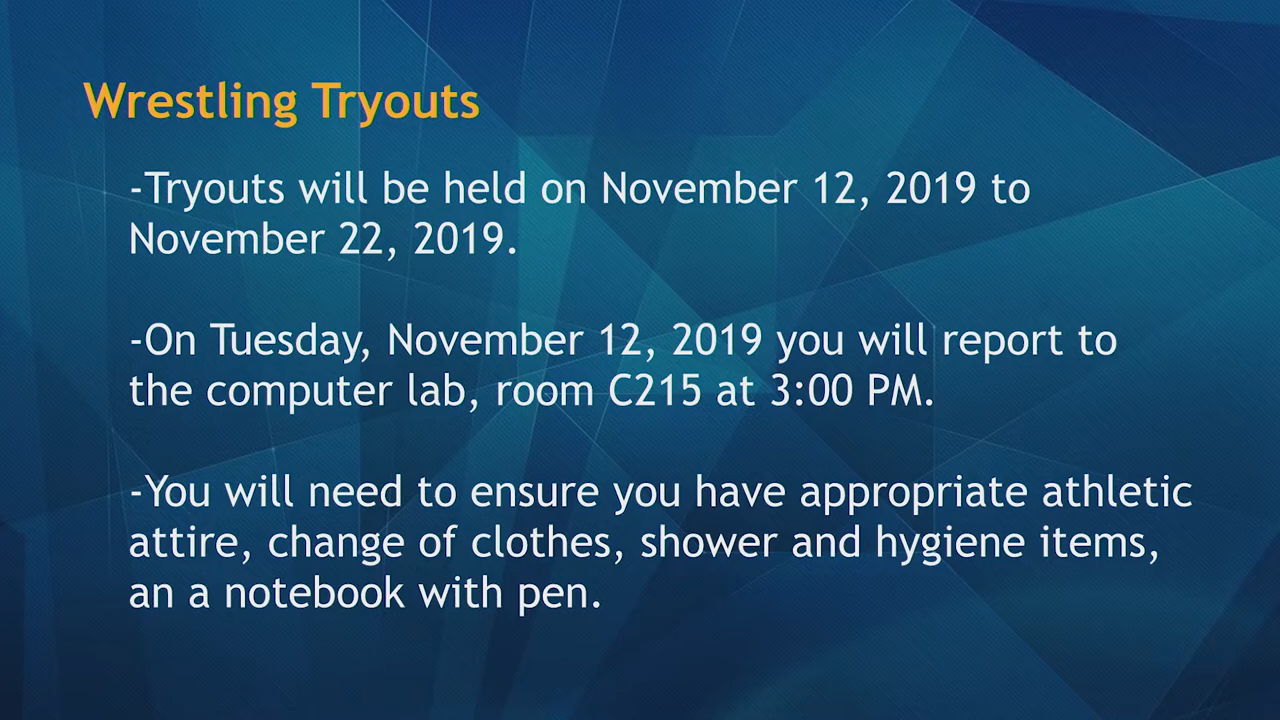 Wrestling Tryouts
-Tryouts will be held on November 12, 2019 to
November 22, 2019.
-On Tuesday, November 12, 2019 you will report to
the computer lab, room C215 at 3:00 PM.
-You will need to ensure you have appropriate athletic
attire, change of clothes, shower and hygiene items,
an a notebook with pen.